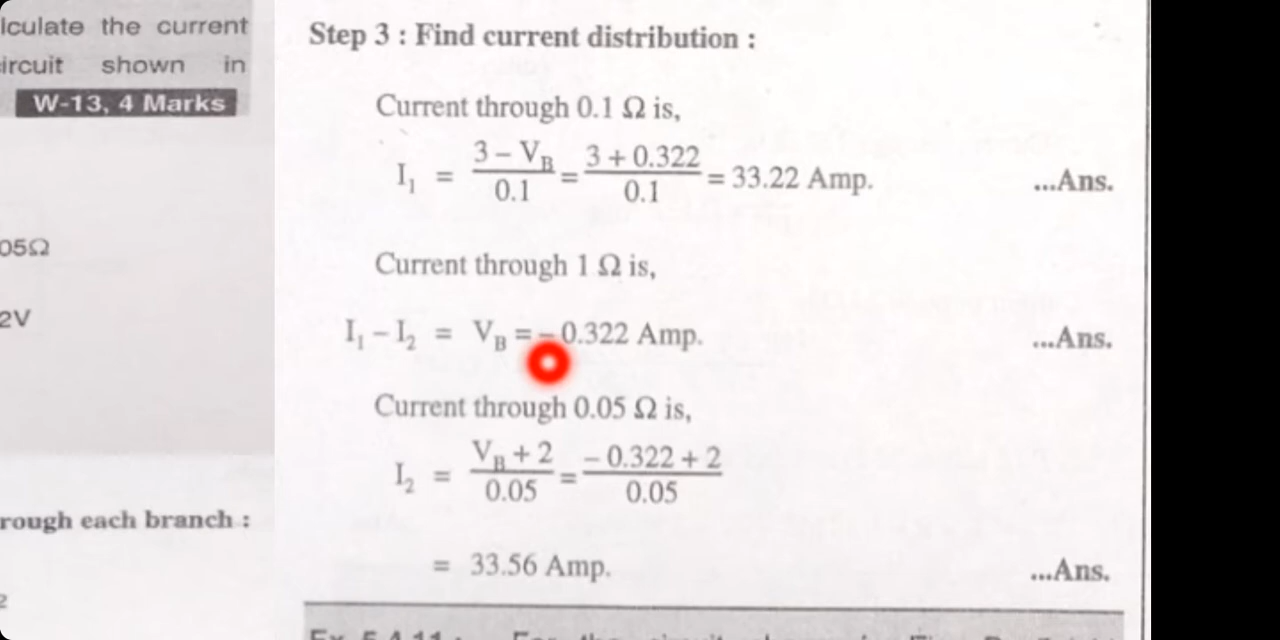 lculate the current
ircuit shown in
W-13, 4 Marks
05Ω
2V
rough each branch :
2
Step 3 : Find current distribution :
Current through 0.1 Ω is,
I₁ = (3 – V_B)/0.1 = (3 + 0.322)/0.1 = 33.22 Amp. ...Ans.
Current through 1 Ω is,
I₁ – I₂ = V_B = – 0.322 Amp. ...Ans.
Current through 0.05 Ω is,
I₂ = (V_B + 2)/0.05 = (– 0.322 + 2)/0.05
= 33.56 Amp. ...Ans.